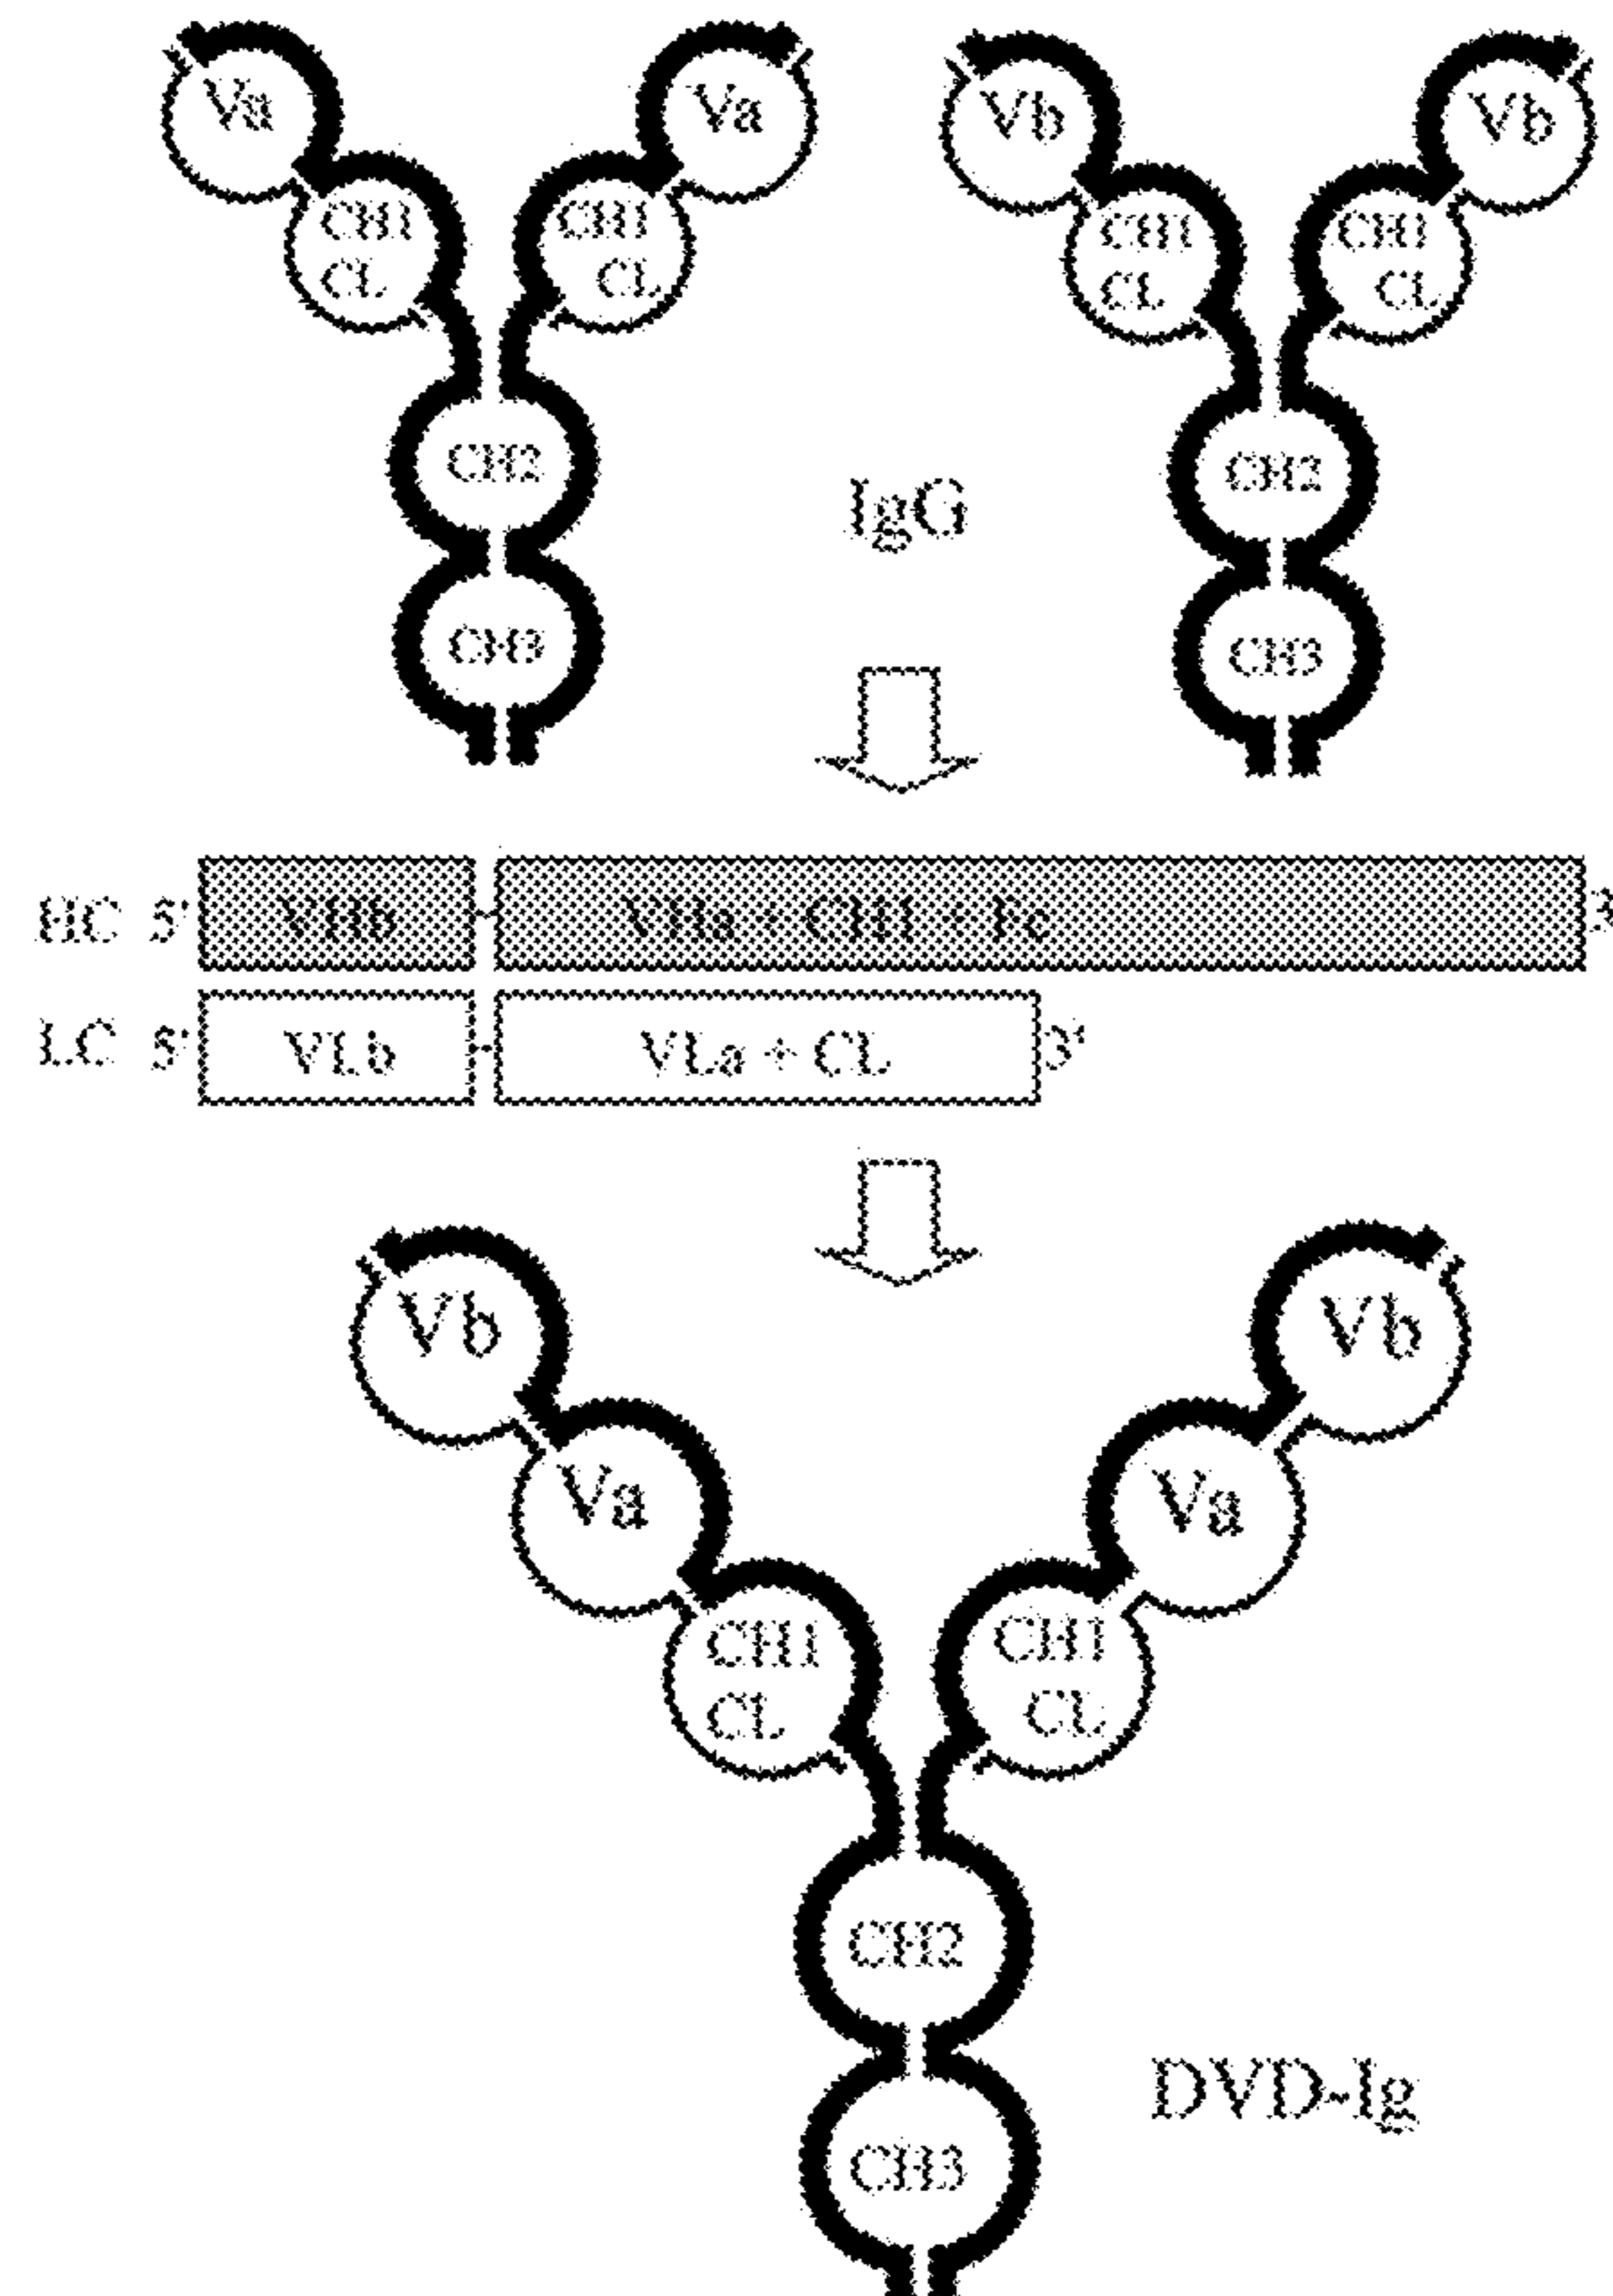 Va Va Vb Vb
CH1 CH1 CH1 CH1
CL CL CL CL
CH2 CH2
IgG
CH3 CH3
HC 5' VHb VHa + CH1 + Fc
LC 5' VLb VLa + CL 3'
Vb Vb
Va Va
CH1 CH1
CL CL
CH2
DVD-Ig
CH3